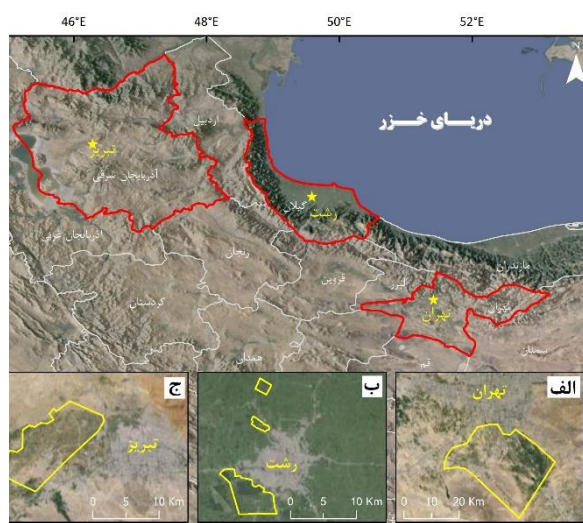 46°E 48°E 50°E 52°E
دریای خزر
اردبیل
تبریز
آذربایجان شرقی
گیلان
رشت
آذربایجان غربی
زنجان
قزوین
البرز
مازندران
تهران
تهران
کردستان
همدان
قم
سمنان
ج
تبریز
0 5 10 Km
ب
رشت
0 5 10 Km
الف
تهران
0 10 20 Km